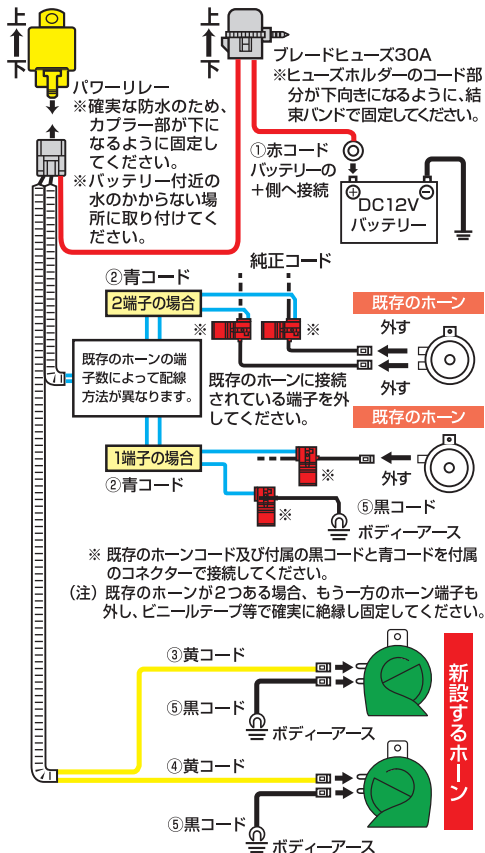 上
下
パワーリレー
※確実な防水のため、
カプラー部が下に
なるように固定し
てください。
※バッテリー付近の
水のかからない場
所に取り付けてく
ださい。
上
下
ブレードヒューズ30A
※ヒューズホルダーのコード部
分が下向きになるように、結
束バンドで固定してください。
①赤コード
バッテリーの
＋側へ接続
⊕ ⊖
DC12V
バッテリー
②青コード
2端子の場合
純正コード
※
※
既存のホーン
外す
外す
既存のホーンの端
子数によって配線
方法が異なります。
既存のホーンに接続
されている端子を外
してください。
既存のホーン
1端子の場合
②青コード
※
外す
※
⑤黒コード
ボディーアース
※ 既存のホーンコード及び付属の黒コードと青コードを付属
のコネクターで接続してください。
(注) 既存のホーンが2つある場合、もう一方のホーン端子も
外し、ビニールテープ等で確実に絶縁し固定してください。
③黄コード
⑤黒コード
ボディーアース
④黄コード
⑤黒コード
ボディーアース
新設するホーン